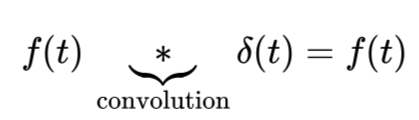 f(t) * δ(t) = f(t)
convolution